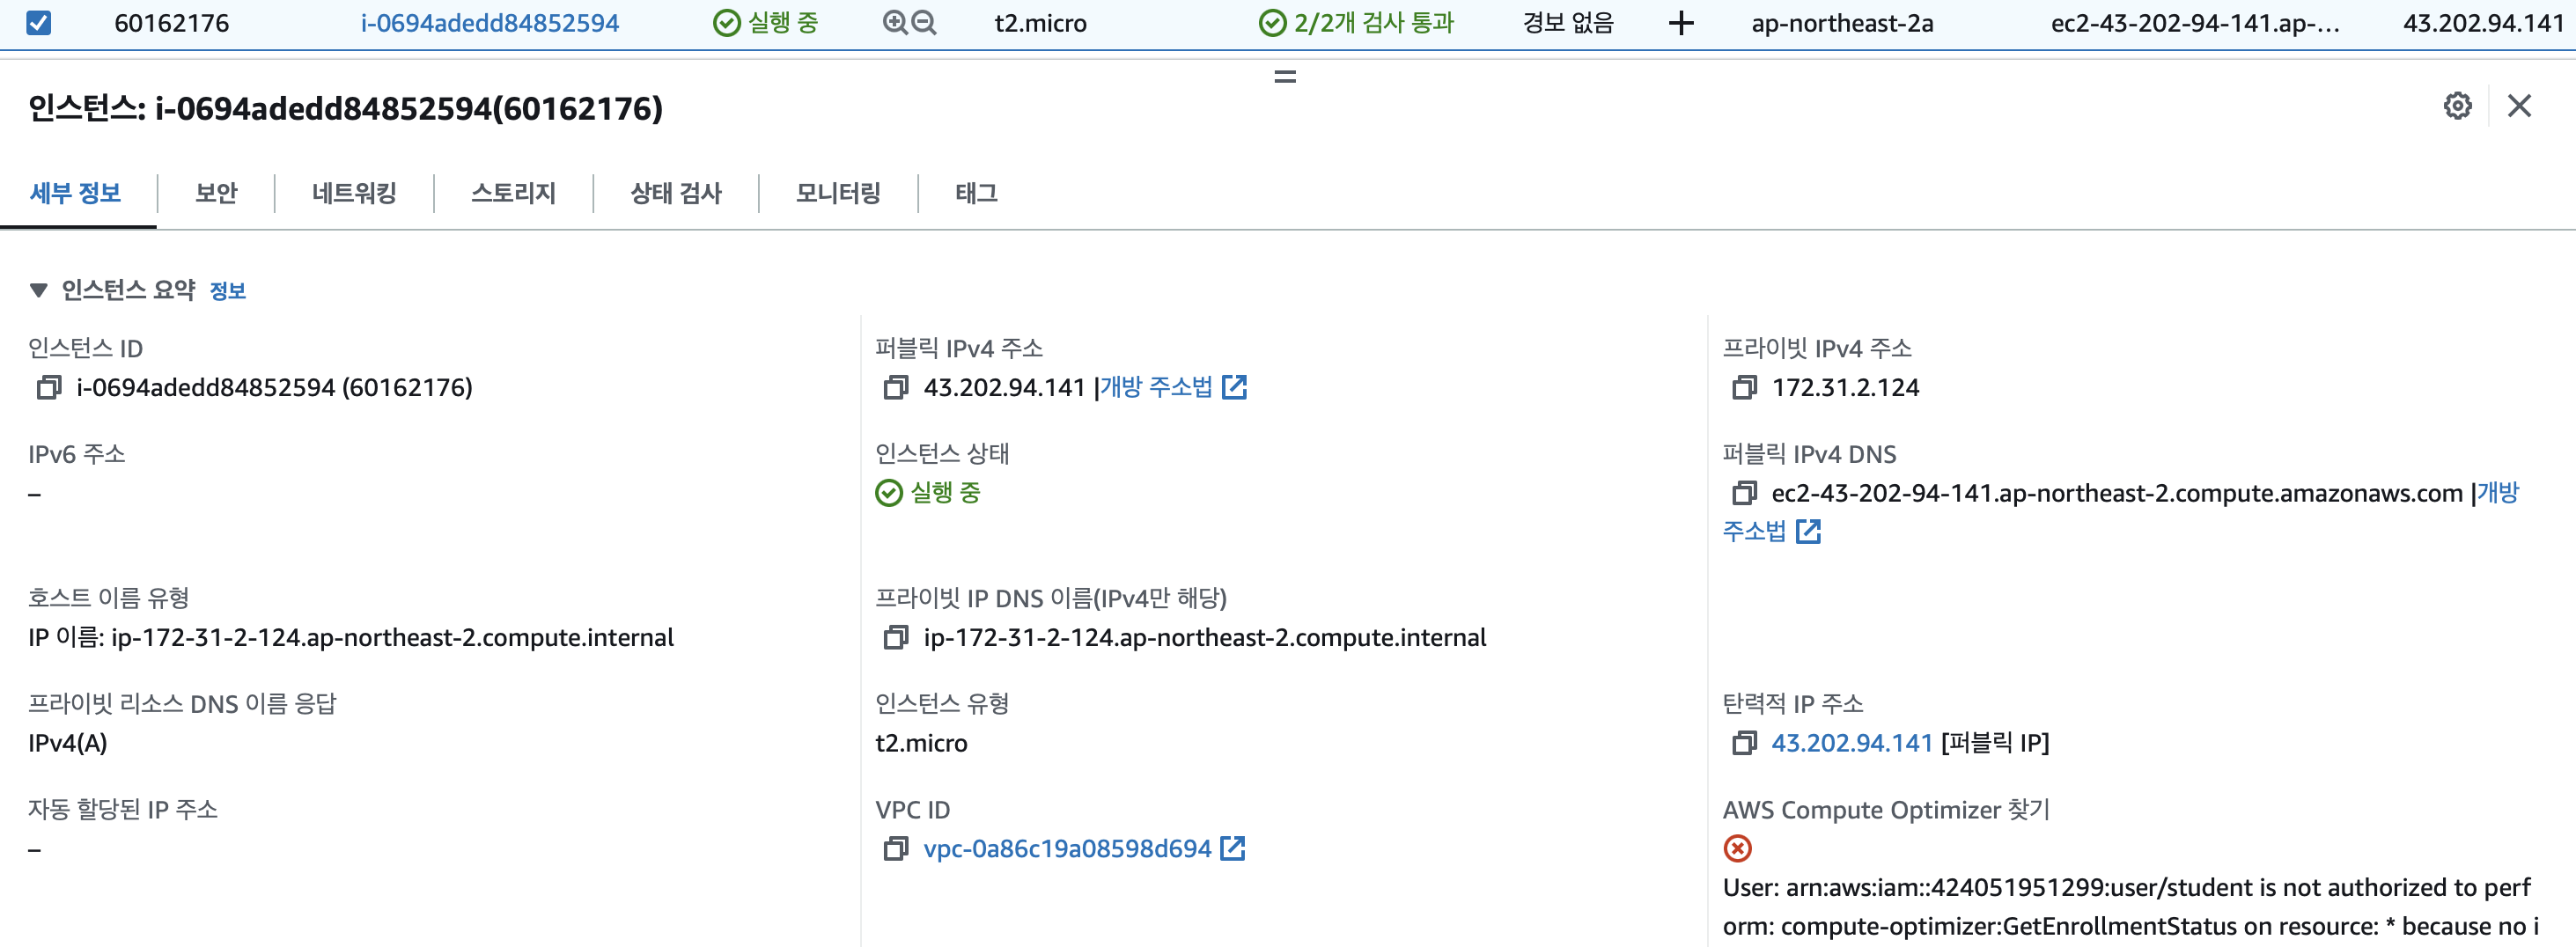 60162176 i-0694adedd84852594 실행 중 t2.micro 2/2개 검사 통과 경보 없음 + ap-northeast-2a ec2-43-202-94-141.ap-... 43.202.94.141
인스턴스: i-0694adedd84852594(60162176)
세부 정보 보안 네트워킹 스토리지 상태 검사 모니터링 태그
▼ 인스턴스 요약 정보
인스턴스 ID
i-0694adedd84852594 (60162176)
퍼블릭 IPv4 주소
43.202.94.141 |개방 주소법
프라이빗 IPv4 주소
172.31.2.124
IPv6 주소
–
인스턴스 상태
실행 중
퍼블릭 IPv4 DNS
ec2-43-202-94-141.ap-northeast-2.compute.amazonaws.com |개방
주소법
호스트 이름 유형
IP 이름: ip-172-31-2-124.ap-northeast-2.compute.internal
프라이빗 IP DNS 이름(IPv4만 해당)
ip-172-31-2-124.ap-northeast-2.compute.internal
프라이빗 리소스 DNS 이름 응답
IPv4(A)
인스턴스 유형
t2.micro
탄력적 IP 주소
43.202.94.141 [퍼블릭 IP]
자동 할당된 IP 주소
–
VPC ID
vpc-0a86c19a08598d694
AWS Compute Optimizer 찾기
User: arn:aws:iam::424051951299:user/student is not authorized to perf
orm: compute-optimizer:GetEnrollmentStatus on resource: * because no i